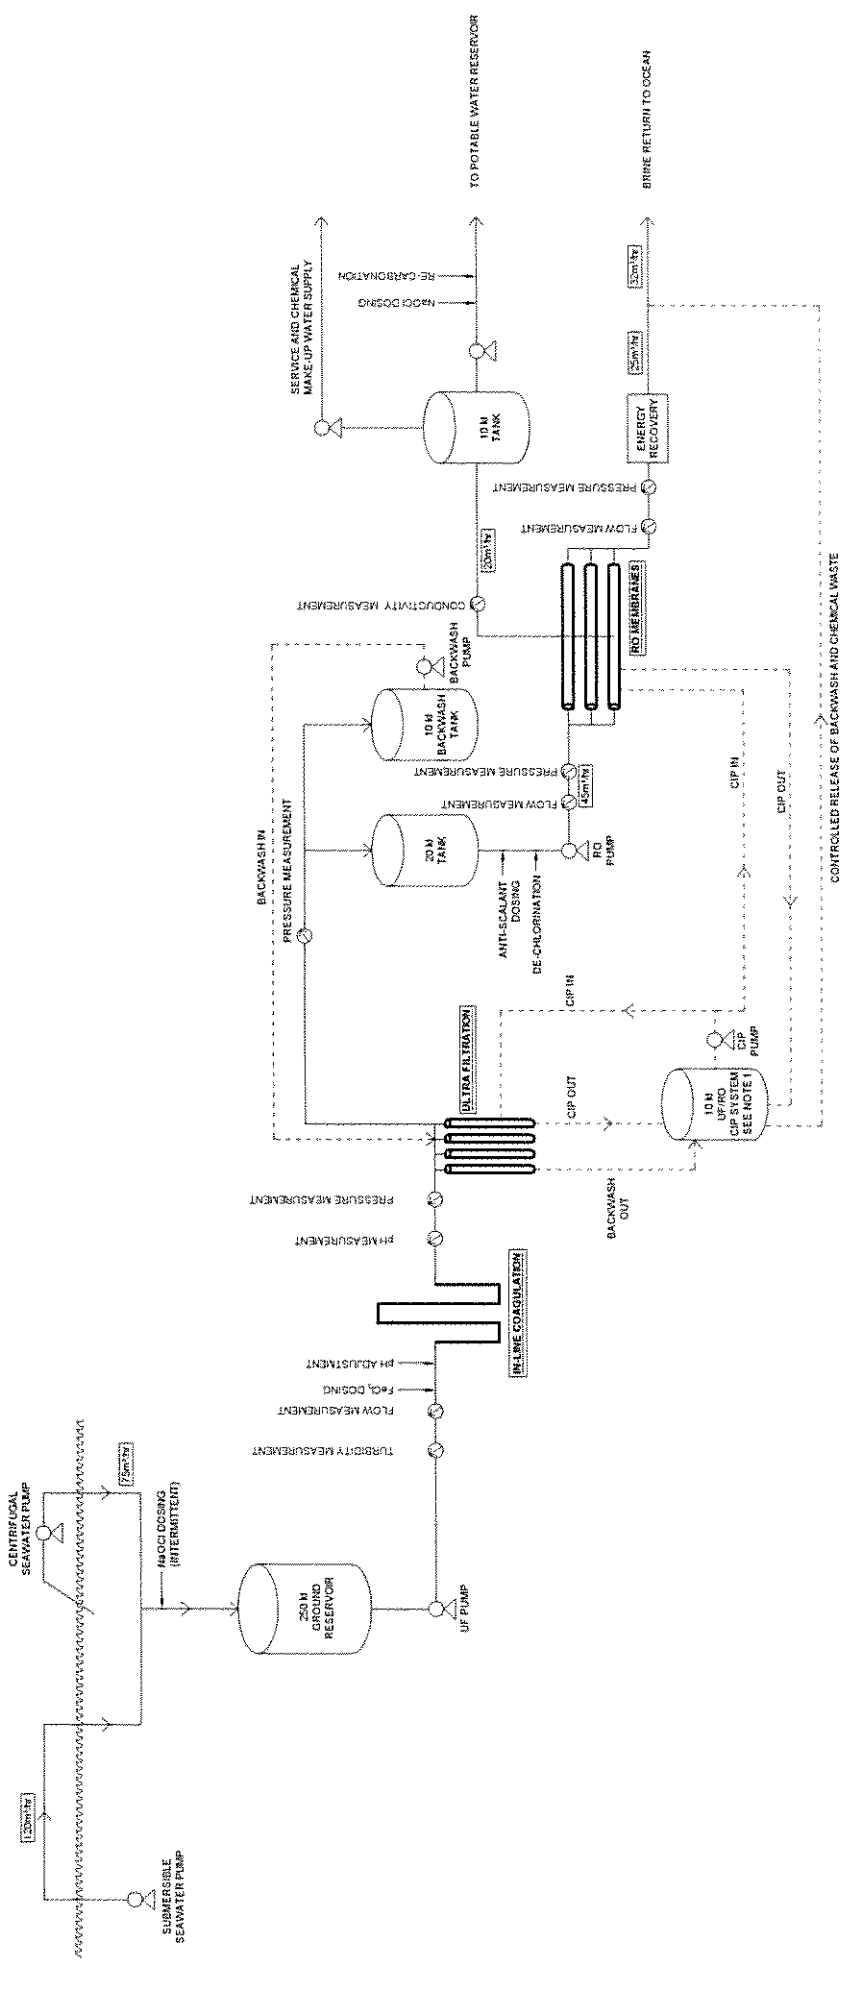 SUBMERSIBLE
SEAWATER PUMP
120m³/hr
CENTRIFUGAL
SEAWATER PUMP
75m³/hr
NaOCl DOSING
(INTERMITTENT)
250 kl
GROUND
RESERVOIR
UF PUMP
TURBIDITY MEASUREMENT
FLOW MEASUREMENT
FeCl₃ DOSING
pH ADJUSTMENT
IN-LINE COAGULATION
pH MEASUREMENT
PRESSURE MEASUREMENT
ULTRA FILTRATION
BACKWASH
OUT
CIP OUT
CIP IN
10 kl
UF/RO
CIP SYSTEM
SEE NOTE 1
CIP
PUMP
BACKWASH IN
PRESSURE MEASUREMENT
20 kl
TANK
10 kl
BACKWASH
TANK
BACKWASH
PUMP
ANTI-SCALANT
DOSING
DE-CHLORINATION
RO
PUMP
FLOW MEASUREMENT
PRESSURE MEASUREMENT
45m³/hr
RO MEMBRANES
CIP IN
CIP OUT
CONTROLLED RELEASE OF BACKWASH AND CHEMICAL WASTE
CONDUCTIVITY MEASUREMENT
20m³/hr
FLOW MEASUREMENT
PRESSURE MEASUREMENT
ENERGY
RECOVERY
25m³/hr
32m³/hr
10 kl
TANK
SERVICE AND CHEMICAL
MAKE-UP WATER SUPPLY
NaOCl DOSING
RE-CARBONATION
TO POTABLE WATER RESERVOIR
BRINE RETURN TO OCEAN